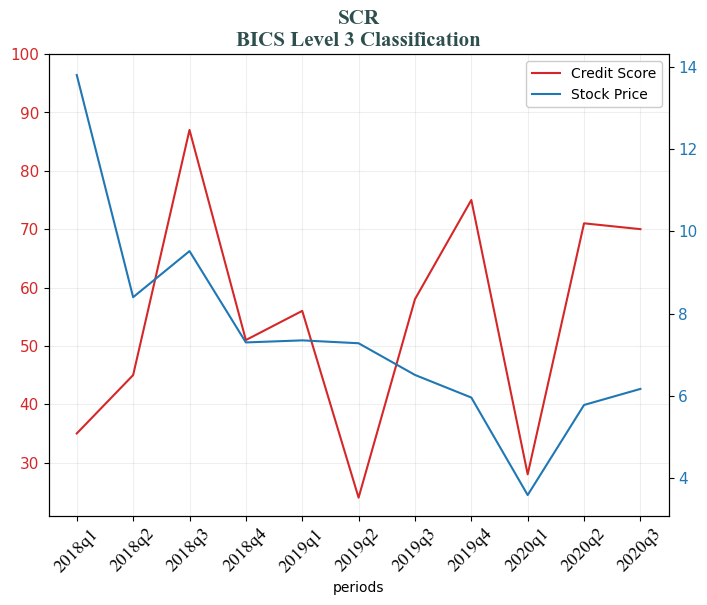 SCR
BICS Level 3 Classification
Credit Score
Stock Price
100
90
80
70
60
50
40
30
14
12
10
8
6
4
2018q1
2018q2
2018q3
2018q4
2019q1
2019q2
2019q3
2019q4
2020q1
2020q2
2020q3
periods